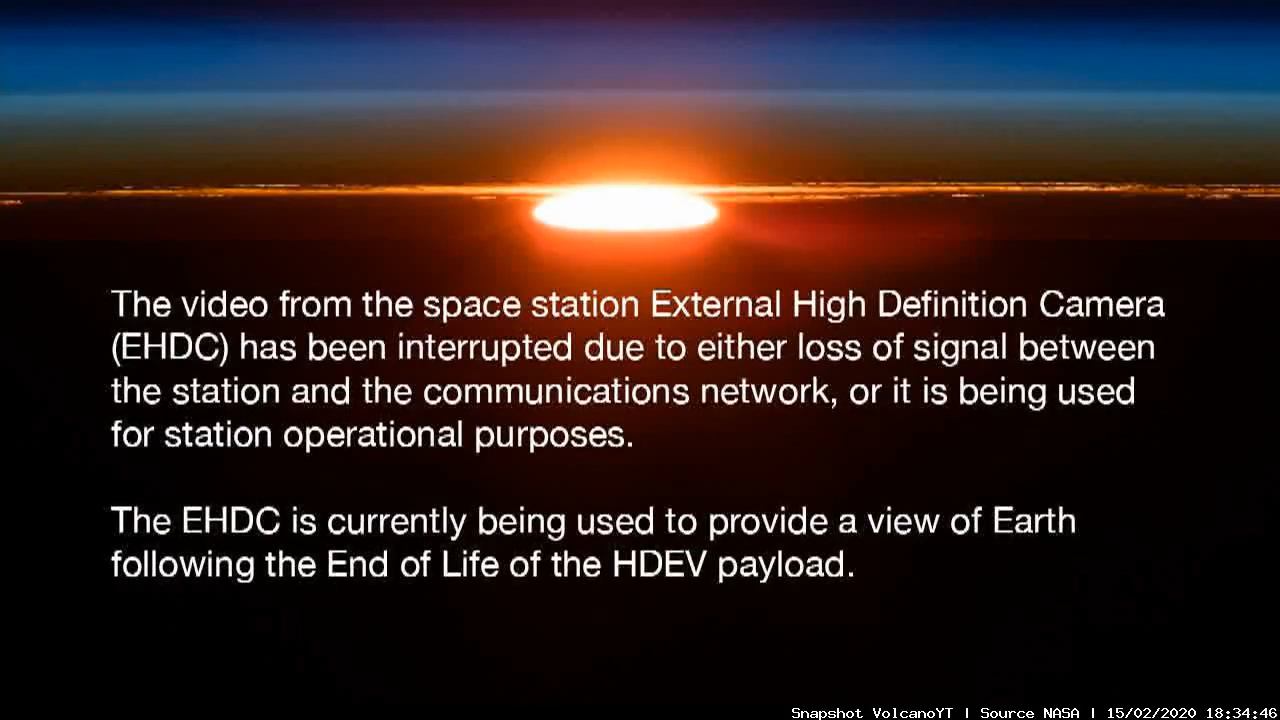 The video from the space station External High Definition Camera
(EHDC) has been interrupted due to either loss of signal between
the station and the communications network, or it is being used
for station operational purposes.
The EHDC is currently being used to provide a view of Earth
following the End of Life of the HDEV payload.
Snapshot VolcanoYT | Source NASA | 15/02/2020 18:34:46